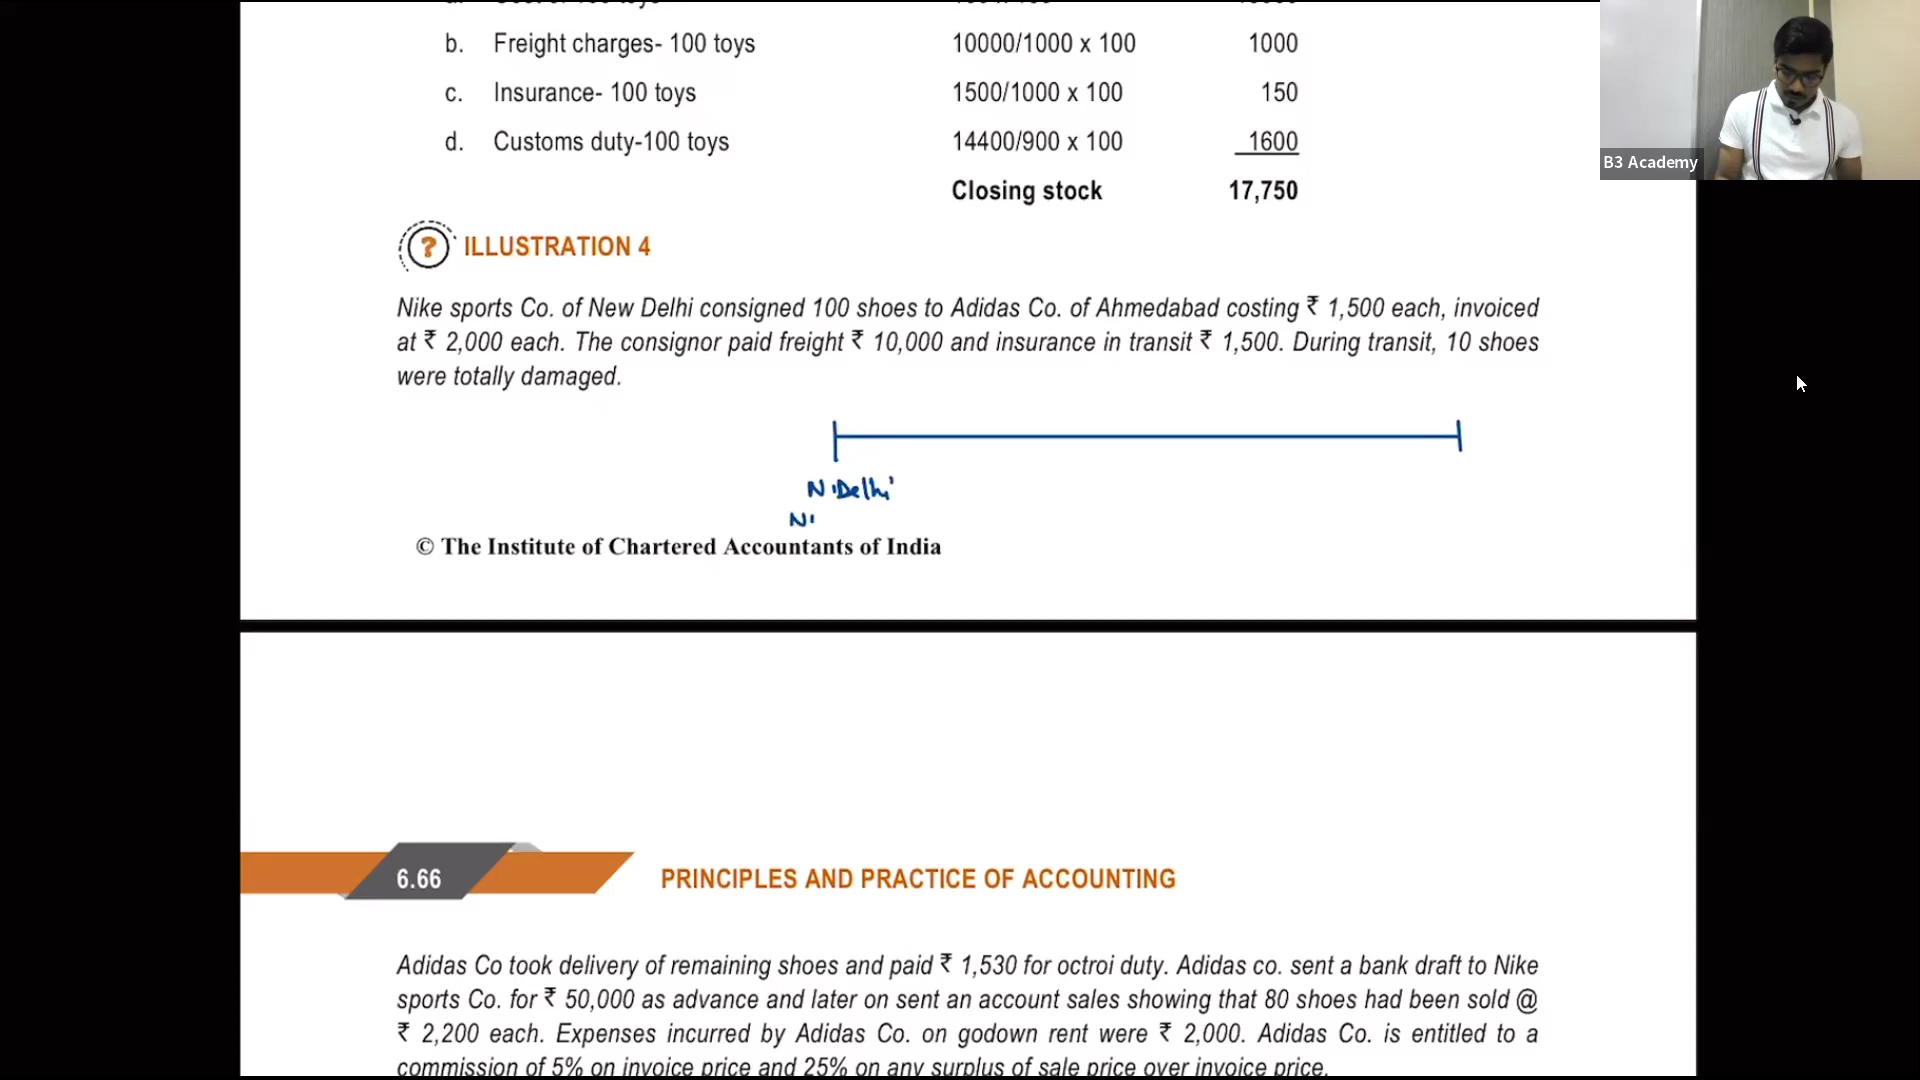 b. Freight charges- 100 toys 10000/1000 x 100 1000
c. Insurance- 100 toys 1500/1000 x 100 150
d. Customs duty-100 toys 14400/900 x 100 1600
Closing stock 17,750
B3 Academy
? ILLUSTRATION 4
Nike sports Co. of New Delhi consigned 100 shoes to Adidas Co. of Ahmedabad costing ₹ 1,500 each, invoiced
at ₹ 2,000 each. The consignor paid freight ₹ 10,000 and insurance in transit ₹ 1,500. During transit, 10 shoes
were totally damaged.
N.Delhi
Ni
© The Institute of Chartered Accountants of India
6.66 PRINCIPLES AND PRACTICE OF ACCOUNTING
Adidas Co took delivery of remaining shoes and paid ₹ 1,530 for octroi duty. Adidas co. sent a bank draft to Nike
sports Co. for ₹ 50,000 as advance and later on sent an account sales showing that 80 shoes had been sold @
₹ 2,200 each. Expenses incurred by Adidas Co. on godown rent were ₹ 2,000. Adidas Co. is entitled to a
commission of 5% on invoice price and 25% on any surplus of sale price over invoice price.